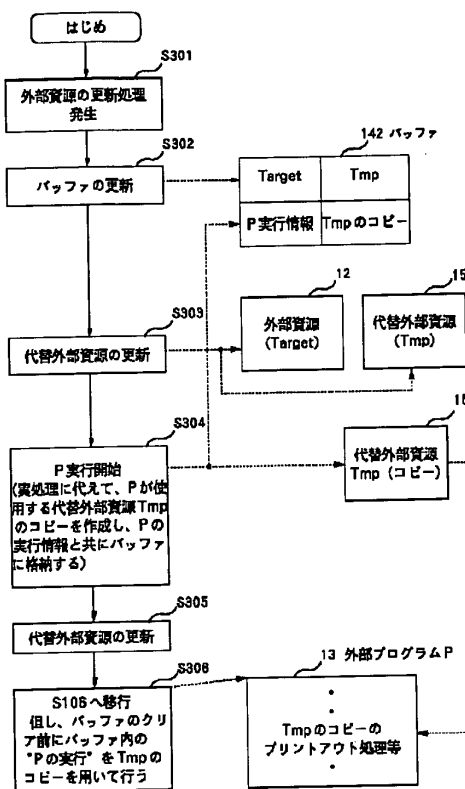 はじめ
S301
外部資源の更新処理
発生
S302
バッファの更新
142 バッファ
Target
Tmp
P実行情報
Tmpのコピー
S303
代替外部資源の更新
12
外部資源
(Target)
15
代替外部資源
(Tmp)
S304
P実行開始
(実処理に代えて、Pが使
用する代替外部資源Tmp
のコピーを作成し、Pの
実行情報と共にバッファ
に格納する)
16
代替外部資源
Tmp (コピー)
S305
代替外部資源の更新
S306
S106へ移行
但し、バッファのクリ
ア前にバッファ内の
"Pの実行"をTmpの
コピーを用いて行う
13 外部プログラムP
Tmpのコピーの
プリントアウト処理等